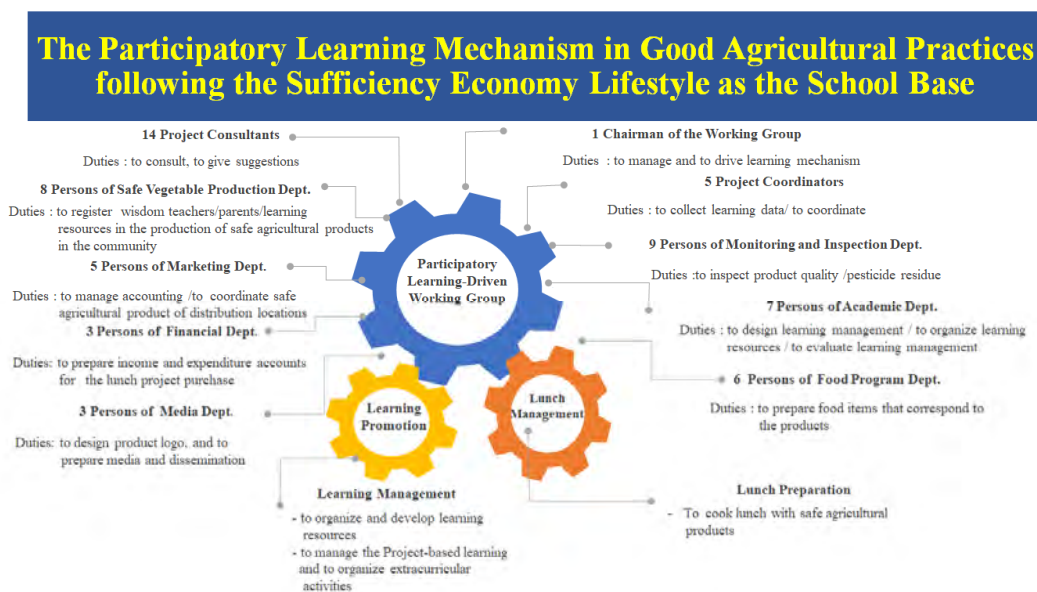 The Participatory Learning Mechanism in Good Agricultural Practices
following the Sufficiency Economy Lifestyle as the School Base
14 Project Consultants
Duties : to consult, to give suggestions
8 Persons of Safe Vegetable Production Dept.
Duties : to register wisdom teachers/parents/learning
resources in the production of safe agricultural products
in the community
5 Persons of Marketing Dept.
Duties : to manage accounting /to coordinate safe
agricultural product of distribution locations
3 Persons of Financial Dept.
Duties: to prepare income and expenditure accounts
for the lunch project purchase
3 Persons of Media Dept.
Duties: to design product logo, and to
prepare media and dissemination
Participatory
Learning-Driven
Working Group
Learning
Promotion
Lunch
Management
1 Chairman of the Working Group
Duties : to manage and to drive learning mechanism
5 Project Coordinators
Duties : to collect learning data/ to coordinate
9 Persons of Monitoring and Inspection Dept.
Duties :to inspect product quality /pesticide residue
7 Persons of Academic Dept.
Duties : to design learning management / to organize learning
resources / to evaluate learning management
6 Persons of Food Program Dept.
Duties : to prepare food items that correspond to
the products
Learning Management
- to organize and develop learning
resources
- to manage the Project-based learning
and to organize extracurricular
activities
Lunch Preparation
- To cook lunch with safe agricultural
products